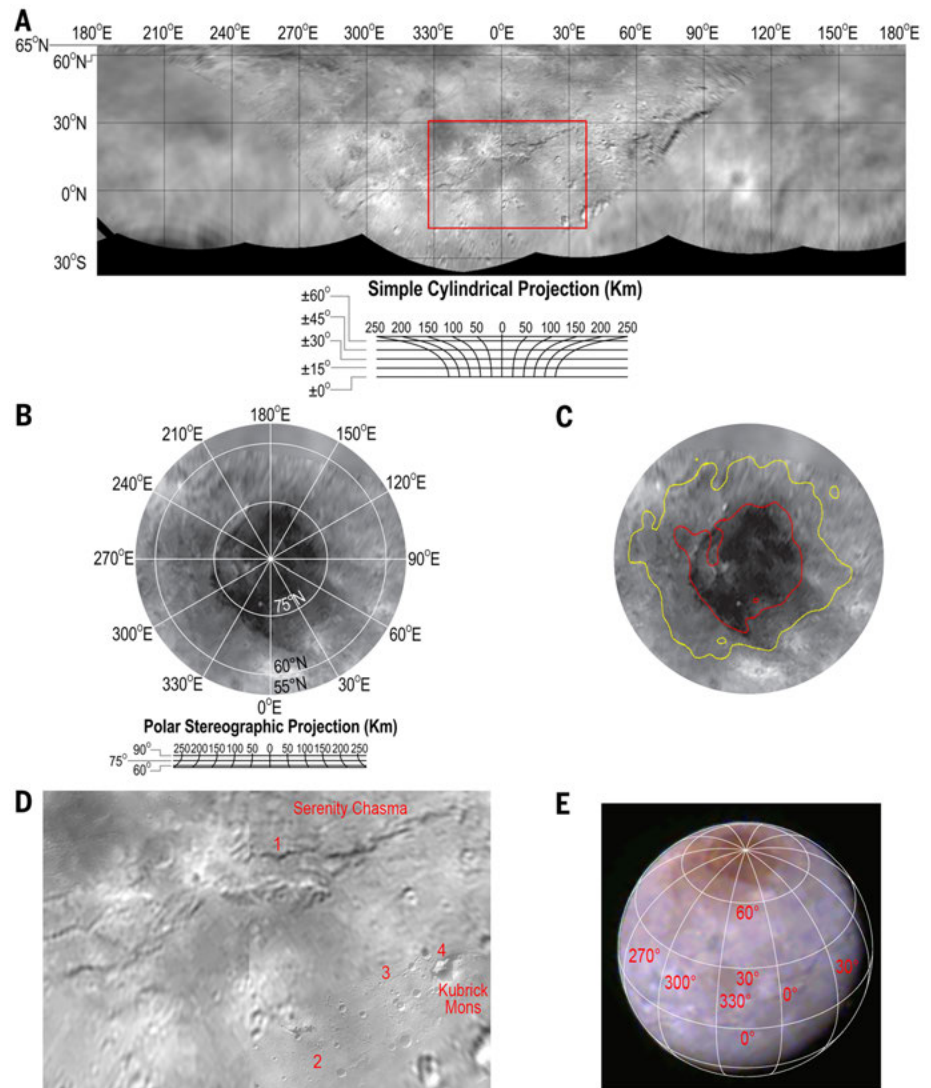 A
180°E 210°E 240°E 270°E 300°E 330°E 0°E 30°E 60°E 90°E 120°E 150°E 180°E
65°N
60°N
30°N
0°N
30°S
Simple Cylindrical Projection (Km)
±60°
±45°
±30°
±15°
±0°
250 200 150 100 50 0 50 100 150 200 250
B
180°E
210°E 150°E
240°E 120°E
270°E 90°E
75°N
300°E 60°E
60°N
330°E 55°N 30°E
0°E
Polar Stereographic Projection (Km)
90°
75°
60°
250 200 150 100 50 0 50 100 150 200 250
C
D
Serenity Chasma
1
4
3
Kubrick
Mons
2
E
60°
270° 30°
300° 30° 0°
330°
0°